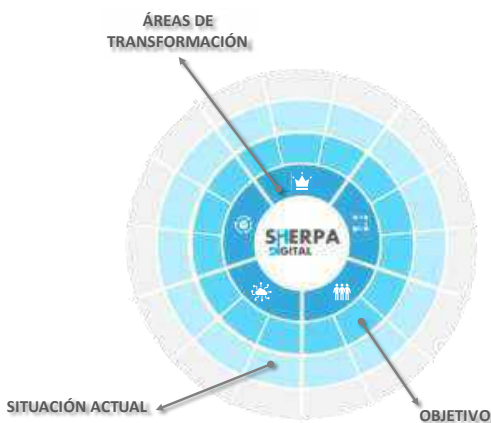 ÁREAS DE
TRANSFORMACIÓN
SHERPA
DIGITAL
SITUACIÓN ACTUAL
OBJETIVO